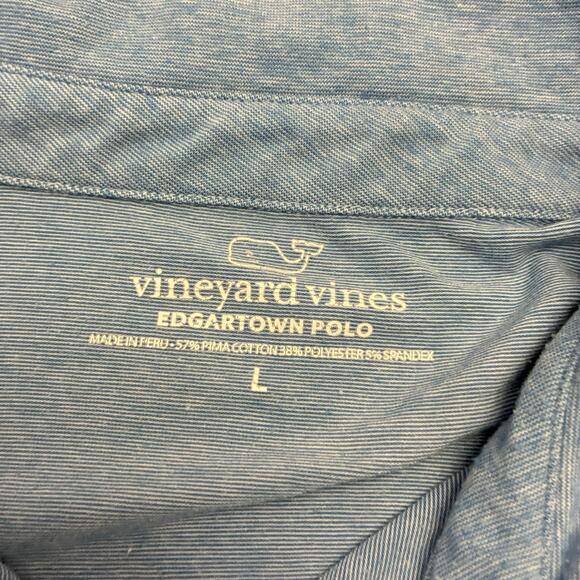 vineyard vines
EDGARTOWN POLO
MADE IN PERU • 57% PIMA COTTON 38% POLYESTER 5% SPANDEX
L